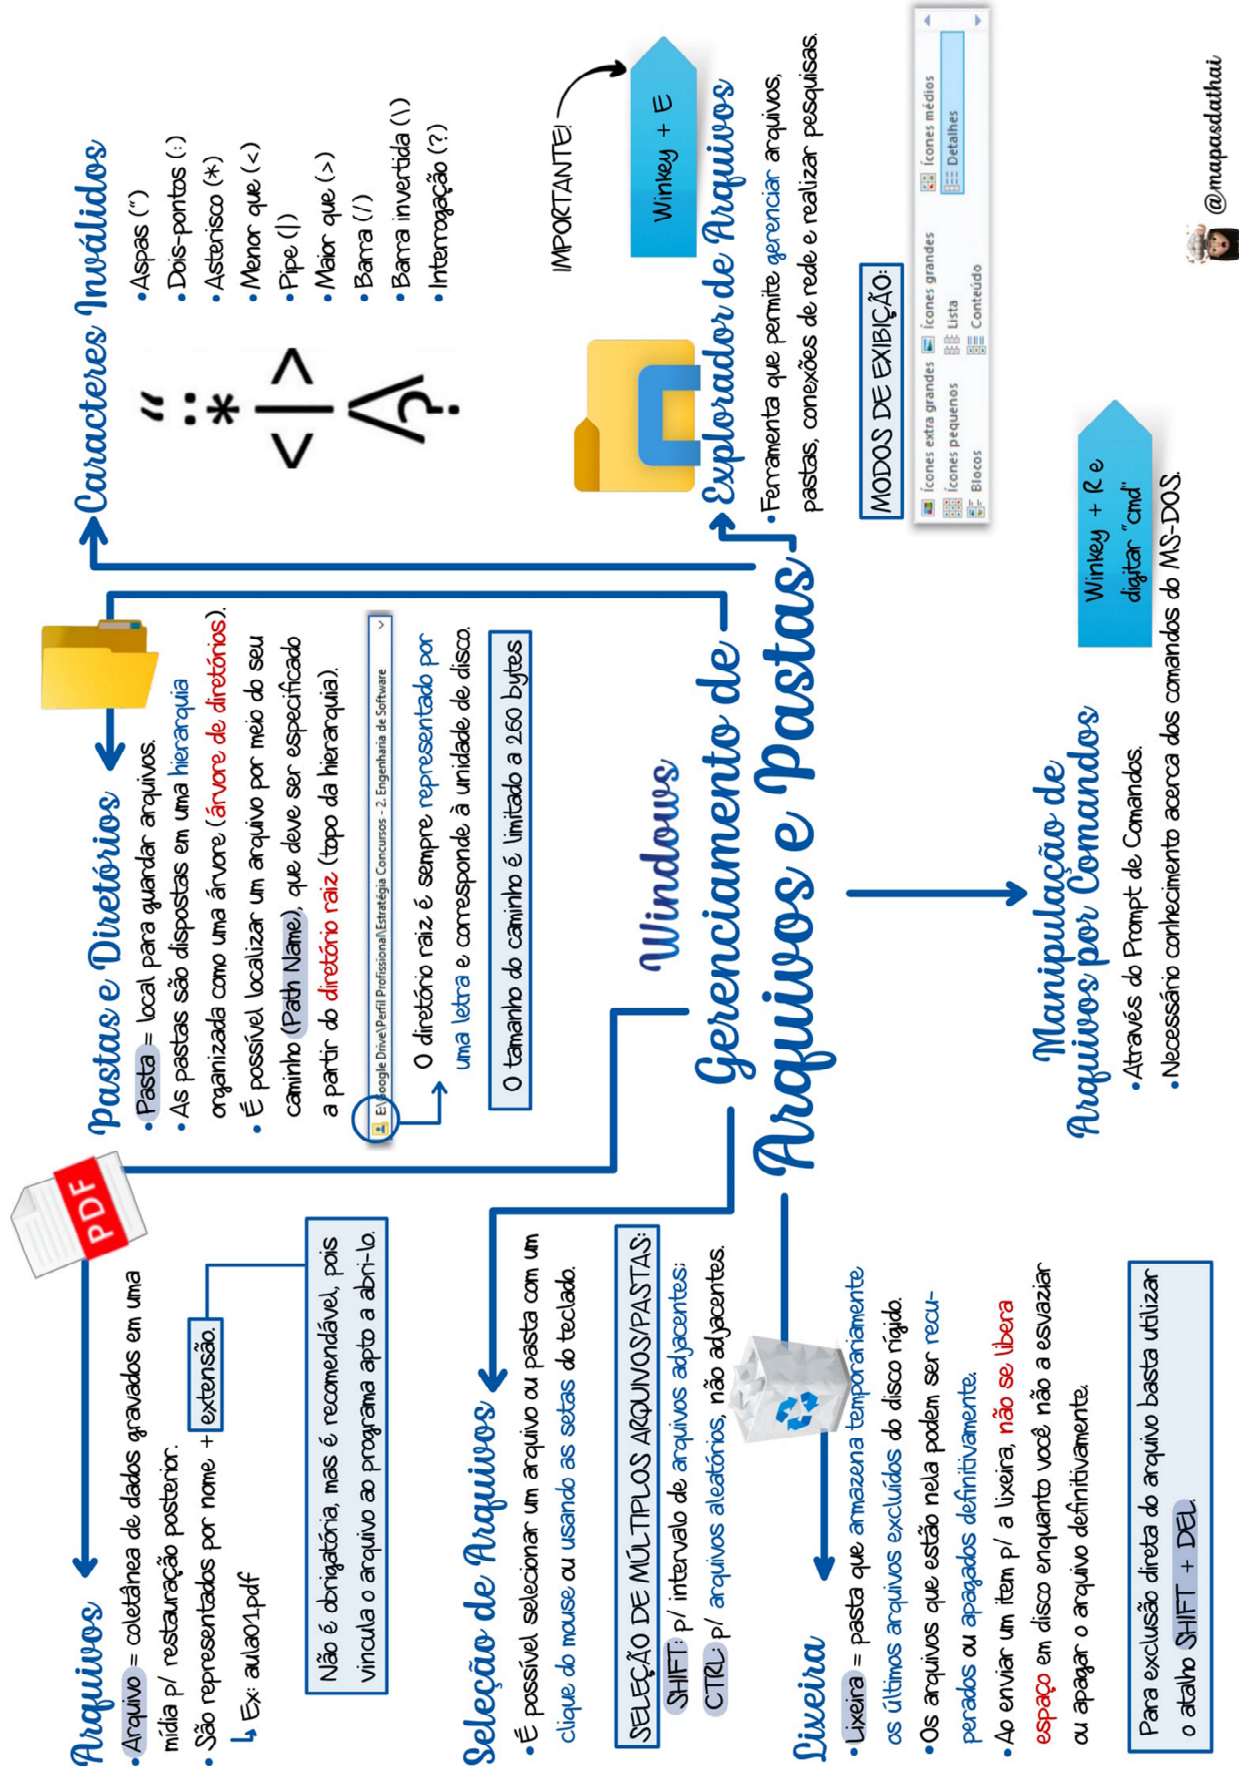 Windows
Gerenciamento de
Arquivos e Pastas
Arquivos
• Arquivo = coletânea de dados gravados em uma
mídia p/ restauração posterior.
• São representados por nome + extensão.
Ex: aula01.pdf
Não é obrigatória, mas é recomendável, pois
vincula o arquivo ao programa apto a abri-lo.
PDF
Pastas e Diretórios
• Pasta = local para guardar arquivos.
• As pastas são dispostas em uma hierarquia
organizada como uma árvore (árvore de diretórios).
• É possível localizar um arquivo por meio do seu
caminho (Path Name), que deve ser especificado
a partir do diretório raiz (topo da hierarquia).
E:\Google Drive\Perfil Profissional\Estratégia Concursos - 2. Engenharia de Software
O diretório raiz é sempre representado por
uma letra e corresponde à unidade de disco.
O tamanho do caminho é limitado a 260 bytes
Caracteres Inválidos
" : * < | > / \ ?
• Aspas (")
• Dois-pontos (:)
• Asterisco (*)
• Menor que (<)
• Pipe (|)
• Maior que (>)
• Barra (/)
• Barra invertida (\)
• Interrogação (?)
Seleção de Arquivos
• É possível selecionar um arquivo ou pasta com um
clique do mouse ou usando as setas do teclado.
SELEÇÃO DE MÚLTIPLOS ARQUIVOS/PASTAS:
SHIFT: p/ intervalo de arquivos adjacentes;
CTRL: p/ arquivos aleatórios, não adjacentes.
Explorador de Arquivos
IMPORTANTE!
Winkey + E
• Ferramenta que permite gerenciar arquivos,
pastas, conexões de rede e realizar pesquisas.
MODOS DE EXIBIÇÃO:
Ícones extra grandes Ícones grandes Ícones médios
Ícones pequenos Lista Detalhes
Blocos Conteúdo
Lixeira
• Lixeira = pasta que armazena temporariamente
os últimos arquivos excluídos do disco rígido.
• Os arquivos que estão nela podem ser recu-
perados ou apagados definitivamente.
• Ao enviar um item p/ a lixeira, não se libera
espaço em disco enquanto você não a esvaziar
ou apagar o arquivo definitivamente.
Para exclusão direta do arquivo basta utilizar
o atalho SHIFT + DEL
Manipulação de
Arquivos por Comandos
• Através do Prompt de Comandos.
• Necessário conhecimento acerca dos comandos do MS-DOS.
Winkey + R e
digitar "cmd"
@mapasdathai